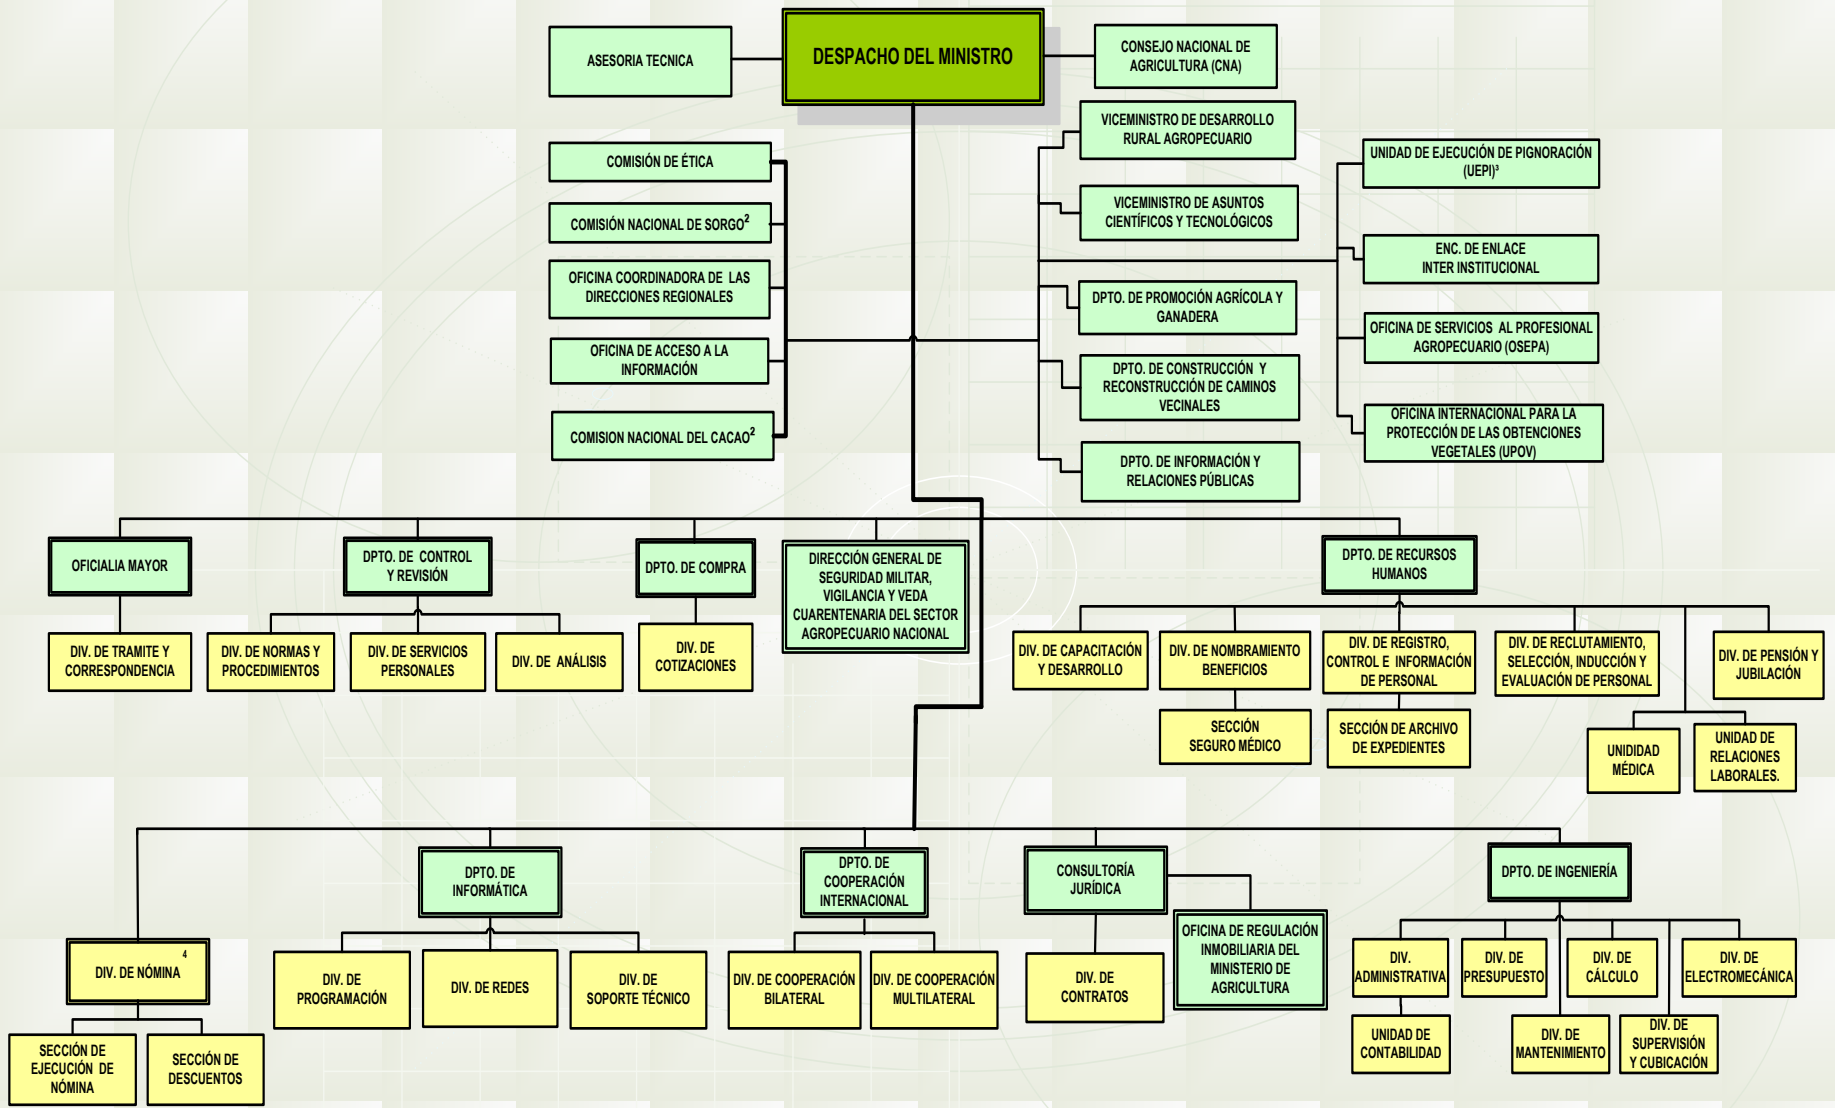 ASESORIA TECNICA
DESPACHO DEL MINISTRO
CONSEJO NACIONAL DE
AGRICULTURA (CNA)
COMISIÓN DE ÉTICA
COMISIÓN NACIONAL DE SORGO²
OFICINA COORDINADORA DE LAS
DIRECCIONES REGIONALES
OFICINA DE ACCESO A LA
INFORMACIÓN
COMISION NACIONAL DEL CACAO²
VICEMINISTRO DE DESARROLLO
RURAL AGROPECUARIO
VICEMINISTRO DE ASUNTOS
CIENTÍFICOS Y TECNOLÓGICOS
DPTO. DE PROMOCIÓN AGRÍCOLA Y
GANADERA
DPTO. DE CONSTRUCCIÓN Y
RECONSTRUCCIÓN DE CAMINOS
VECINALES
DPTO. DE INFORMACIÓN Y
RELACIONES PÚBLICAS
UNIDAD DE EJECUCIÓN DE PIGNORACIÓN
(UEPI)³
ENC. DE ENLACE
INTER INSTITUCIONAL
OFICINA DE SERVICIOS AL PROFESIONAL
AGROPECUARIO (OSEPA)
OFICINA INTERNACIONAL PARA LA
PROTECCIÓN DE LAS OBTENCIONES
VEGETALES (UPOV)
OFICIALIA MAYOR
DPTO. DE CONTROL
Y REVISIÓN
DPTO. DE COMPRA
DIRECCIÓN GENERAL DE
SEGURIDAD MILITAR,
VIGILANCIA Y VEDA
CUARENTENARIA DEL SECTOR
AGROPECUARIO NACIONAL
DPTO. DE RECURSOS
HUMANOS
DIV. DE TRAMITE Y
CORRESPONDENCIA
DIV. DE NORMAS Y
PROCEDIMIENTOS
DIV. DE SERVICIOS
PERSONALES
DIV. DE ANÁLISIS
DIV. DE
COTIZACIONES
DIV. DE CAPACITACIÓN
Y DESARROLLO
DIV. DE NOMBRAMIENTO
BENEFICIOS
DIV. DE REGISTRO,
CONTROL E INFORMACIÓN
DE PERSONAL
DIV. DE RECLUTAMIENTO,
SELECCIÓN, INDUCCIÓN Y
EVALUACIÓN DE PERSONAL
DIV. DE PENSIÓN Y
JUBILACIÓN
SECCIÓN
SEGURO MÉDICO
SECCIÓN DE ARCHIVO
DE EXPEDIENTES
UNIDIDAD
MÉDICA
UNIDAD DE
RELACIONES
LABORALES.
DPTO. DE
INFORMÁTICA
DPTO. DE
COOPERACIÓN
INTERNACIONAL
CONSULTORÍA
JURÍDICA
DPTO. DE INGENIERÍA
OFICINA DE REGULACIÓN
INMOBILIARIA DEL
MINISTERIO DE
AGRICULTURA
DIV. DE NÓMINA ⁴
DIV. DE
PROGRAMACIÓN
DIV. DE REDES
DIV. DE
SOPORTE TÉCNICO
DIV. DE COOPERACIÓN
BILATERAL
DIV. DE COOPERACIÓN
MULTILATERAL
DIV. DE
CONTRATOS
DIV.
ADMINISTRATIVA
DIV. DE
PRESUPUESTO
DIV. DE
CÁLCULO
DIV. DE
ELECTROMECÁNICA
SECCIÓN DE
EJECUCIÓN DE
NÓMINA
SECCIÓN DE
DESCUENTOS
UNIDAD DE
CONTABILIDAD
DIV. DE
MANTENIMIENTO
DIV. DE
SUPERVISIÓN
Y CUBICACIÓN